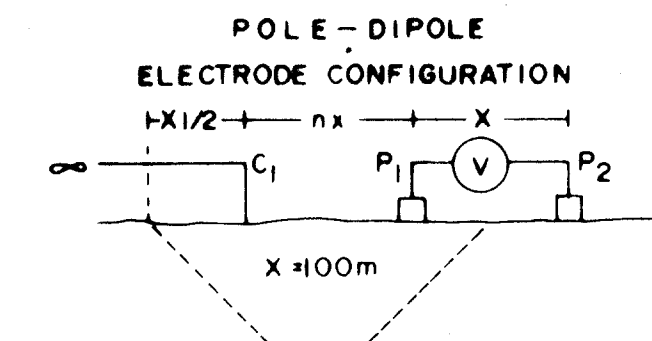 POLE-DIPOLE
ELECTRODE CONFIGURATION
X1/2 nx X
∞ C1 P1 V P2
X=100m